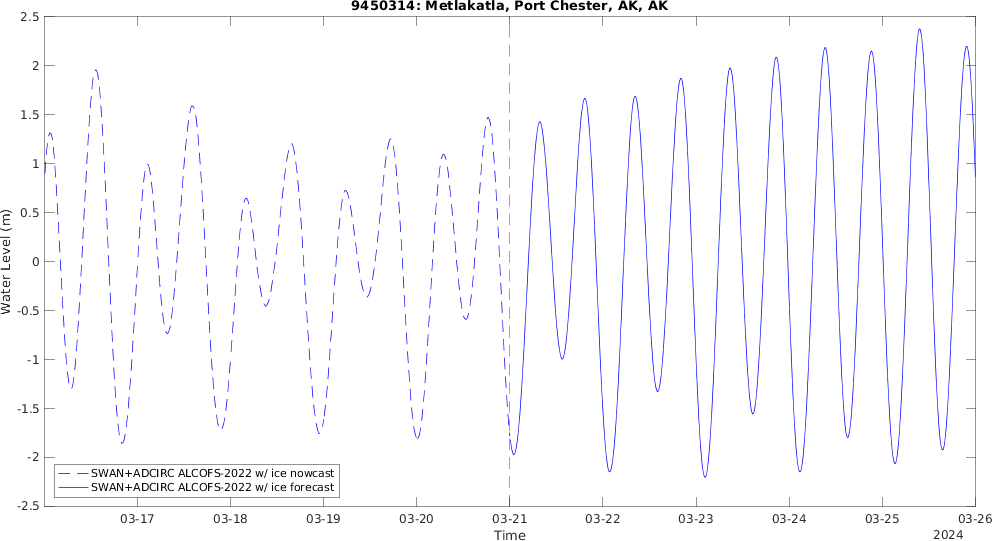 9450314: Metlakatla, Port Chester, AK, AK
Water Level (m)
2.5
2
1.5
1
0.5
0
-0.5
-1
-1.5
-2
-2.5
SWAN+ADCIRC ALCOFS-2022 w/ ice nowcast
SWAN+ADCIRC ALCOFS-2022 w/ ice forecast
03-17 03-18 03-19 03-20 03-21 03-22 03-23 03-24 03-25 03-26
Time
2024